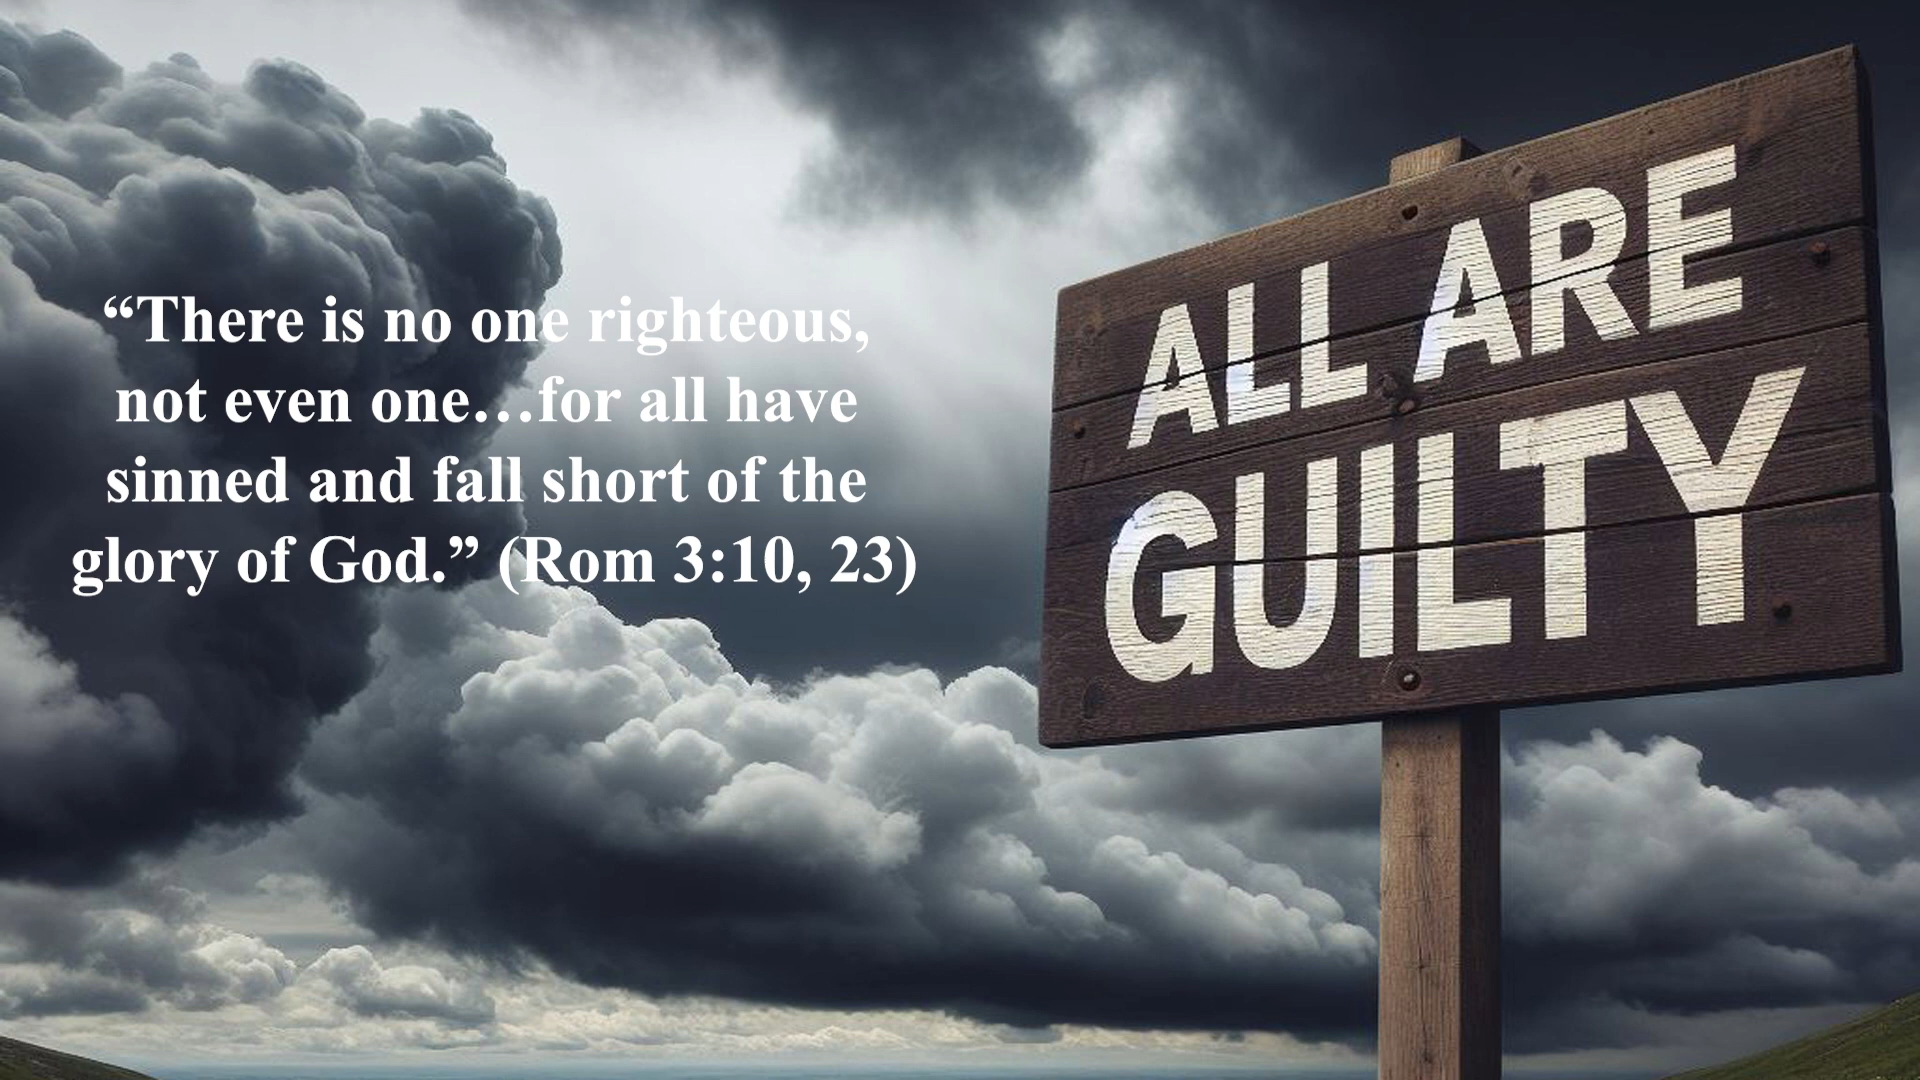 “There is no one righteous,
not even one…for all have
sinned and fall short of the
glory of God.” (Rom 3:10, 23)
ALL ARE
GUILTY